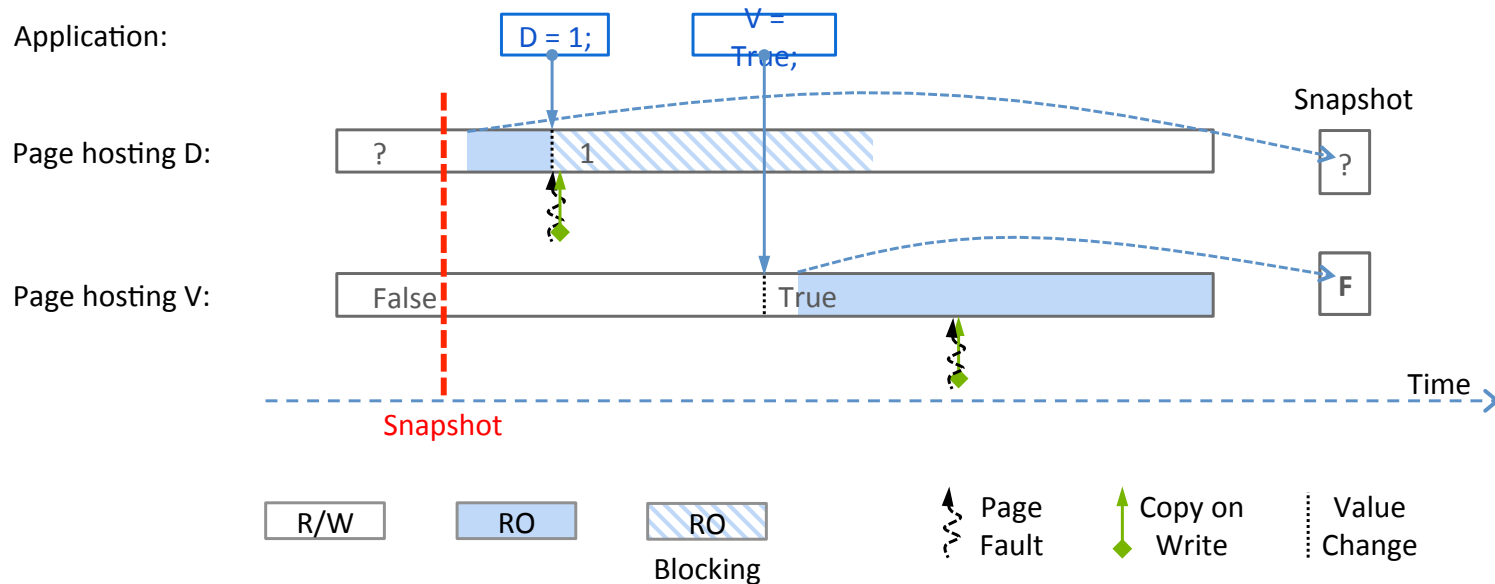 Application:
D = 1;
V =
True;
Snapshot
Page hosting D:
?
1
?
Page hosting V:
False
True
F
Time
Snapshot
R/W
RO
RO
Blocking
Page
Fault
Copy on
Write
Value
Change